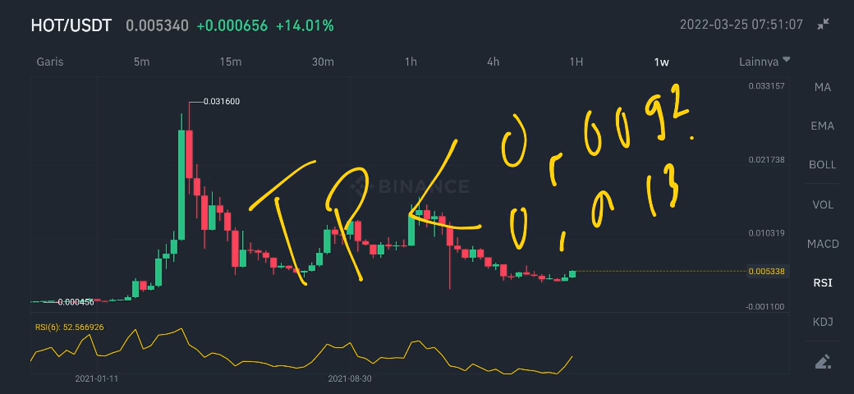 HOT/USDT 0.005340 +0.000656 +14.01% 2022-03-25 07:51:07
Garis 5m 15m 30m 1h 4h 1H 1w Lainnya
0.033157
MA
0.031600
EMA
0,0092.
0.021738
BOLL
BINANCE
TP
0,013
VOL
0.010319
MACD
0.005338
RSI
0.000456
-0.001100
KDJ
RSI(6): 52.566926
2021-01-11 2021-08-30